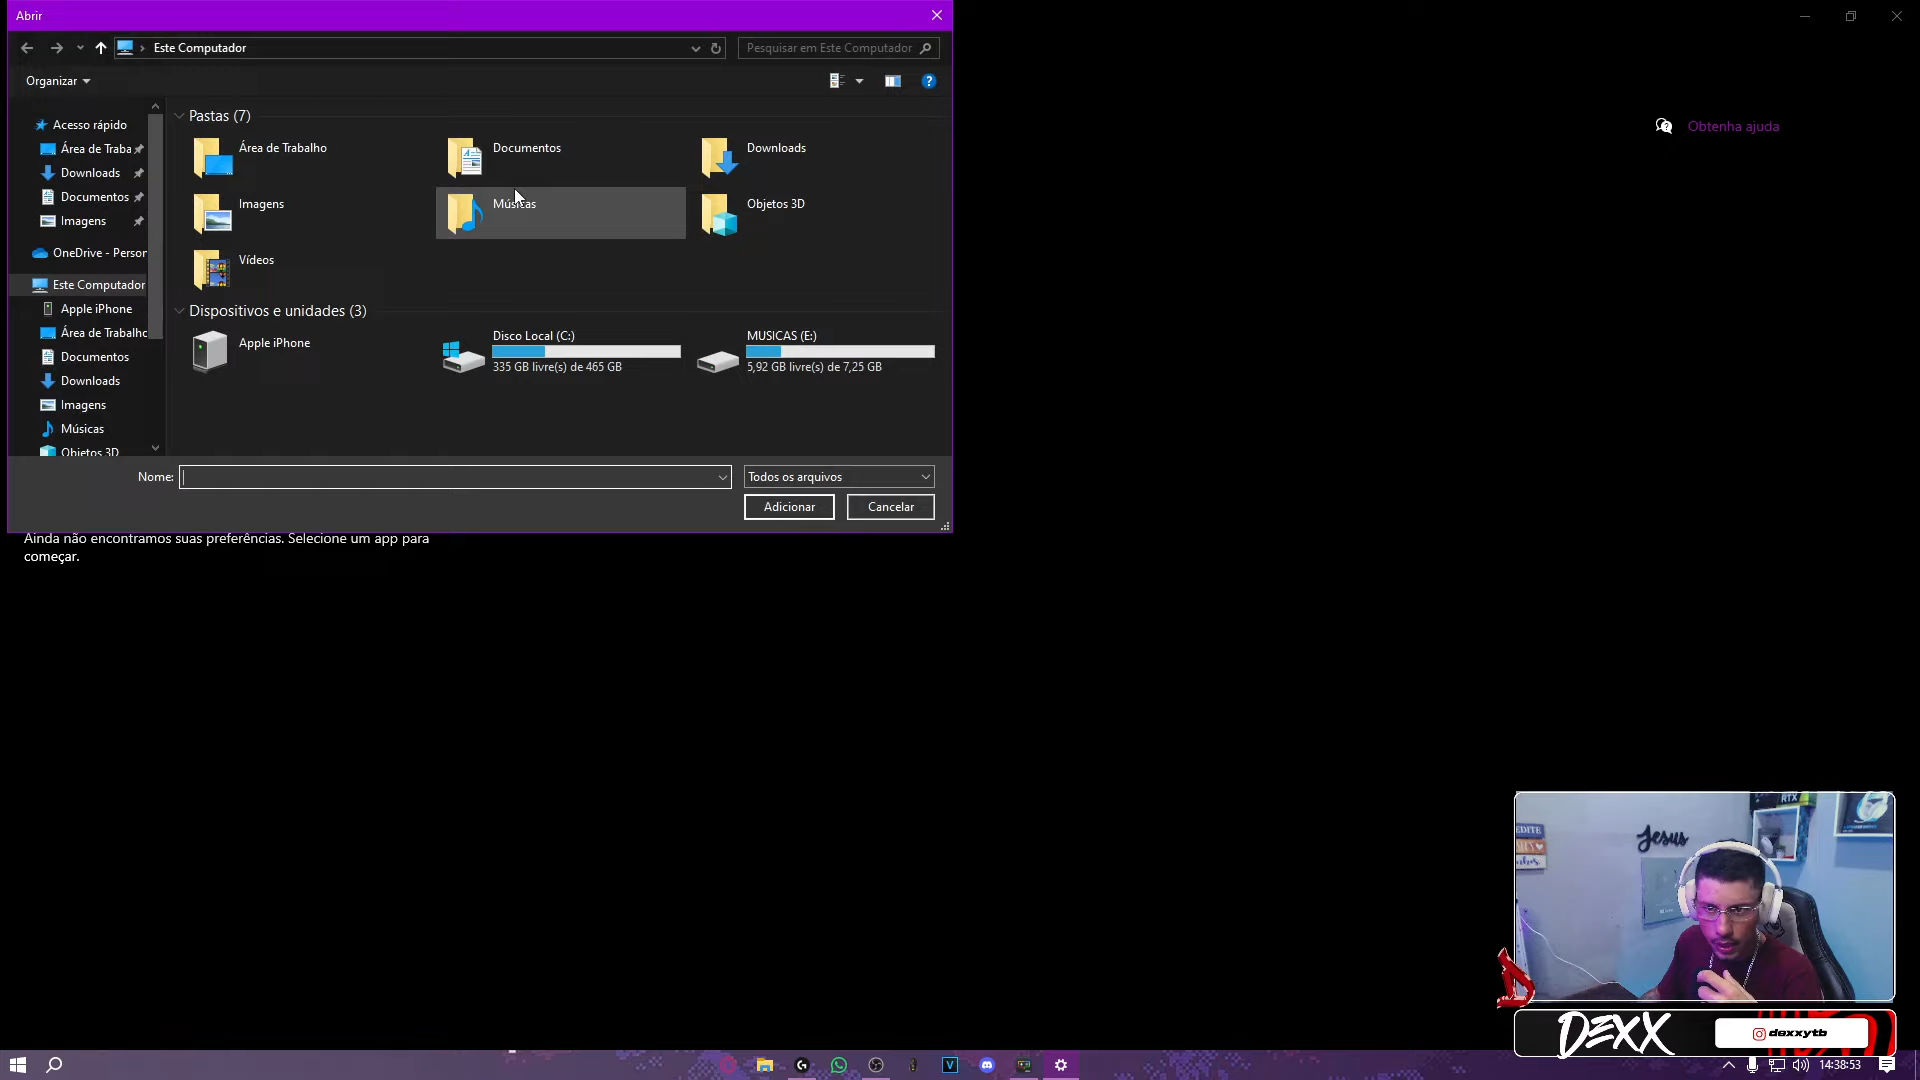 Abrir
Este Computador
Pesquisar em Este Computador
Organizar
Acesso rápido
Área de Traba
Downloads
Documentos
Imagens
OneDrive - Person
Este Computador
Apple iPhone
Área de Trabalho
Documentos
Downloads
Imagens
Músicas
Objetos 3D
Pastas (7)
Área de Trabalho
Documentos
Downloads
Imagens
Músicas
Objetos 3D
Vídeos
Dispositivos e unidades (3)
Apple iPhone
Disco Local (C:)
335 GB livre(s) de 465 GB
MUSICAS (E:)
5,92 GB livre(s) de 7,25 GB
Nome:
Todos os arquivos
Adicionar
Cancelar
Obtenha ajuda
Ainda não encontramos suas preferências. Selecione um app para
começar.
RTX
Jesus
DEXX
dexxytb
14:38:53